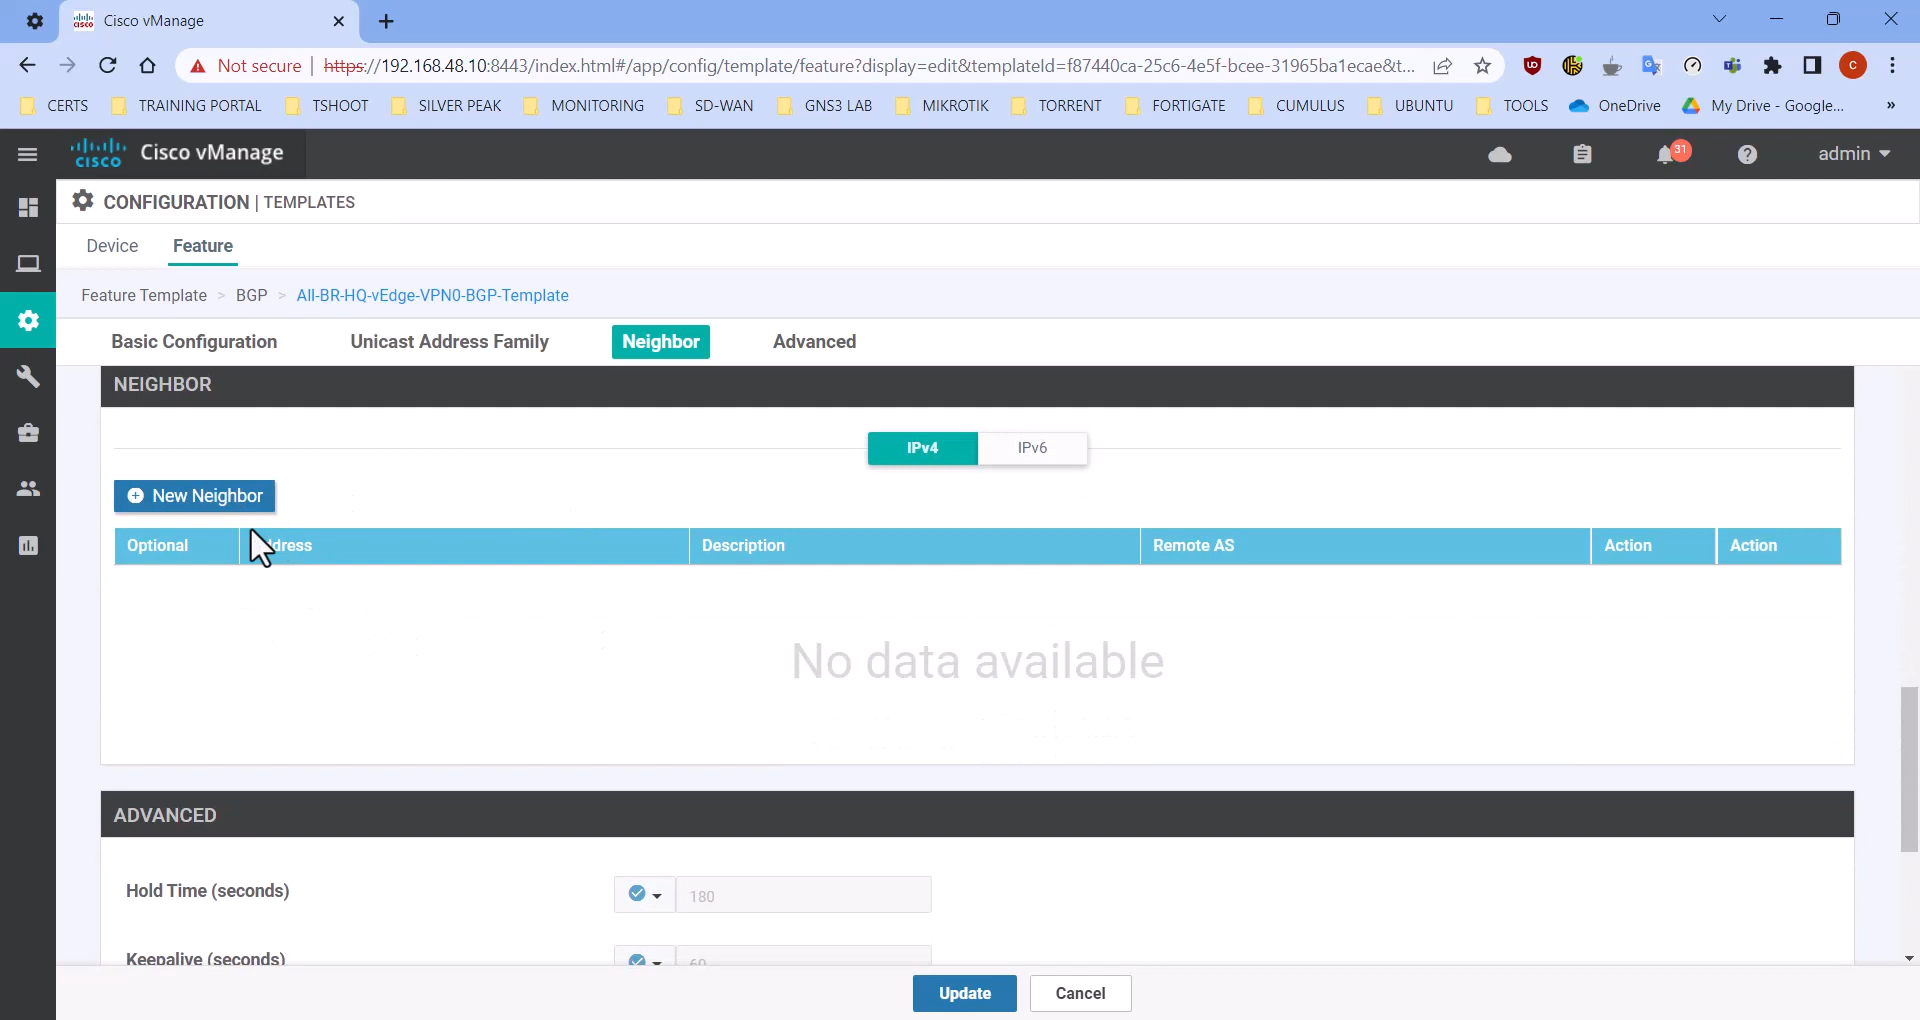 Cisco vManage
Not secure | https://192.168.48.10:8443/index.html#/app/config/template/feature?display=edit&templateId=f87440ca-25c6-4e5f-bcee-31965ba1ecae&t...
C
CERTS TRAINING PORTAL TSHOOT SILVER PEAK MONITORING SD-WAN GNS3 LAB MIKROTIK TORRENT FORTIGATE CUMULUS UBUNTU TOOLS OneDrive My Drive - Google... »
cisco Cisco vManage 31 admin
CONFIGURATION | TEMPLATES
Device Feature
Feature Template > BGP > All-BR-HQ-vEdge-VPN0-BGP-Template
Basic Configuration Unicast Address Family Neighbor Advanced
NEIGHBOR
IPv4 IPv6
New Neighbor
Optional dress Description Remote AS Action Action
No data available
ADVANCED
Hold Time (seconds) 180
Keepalive (seconds) 60
Update Cancel